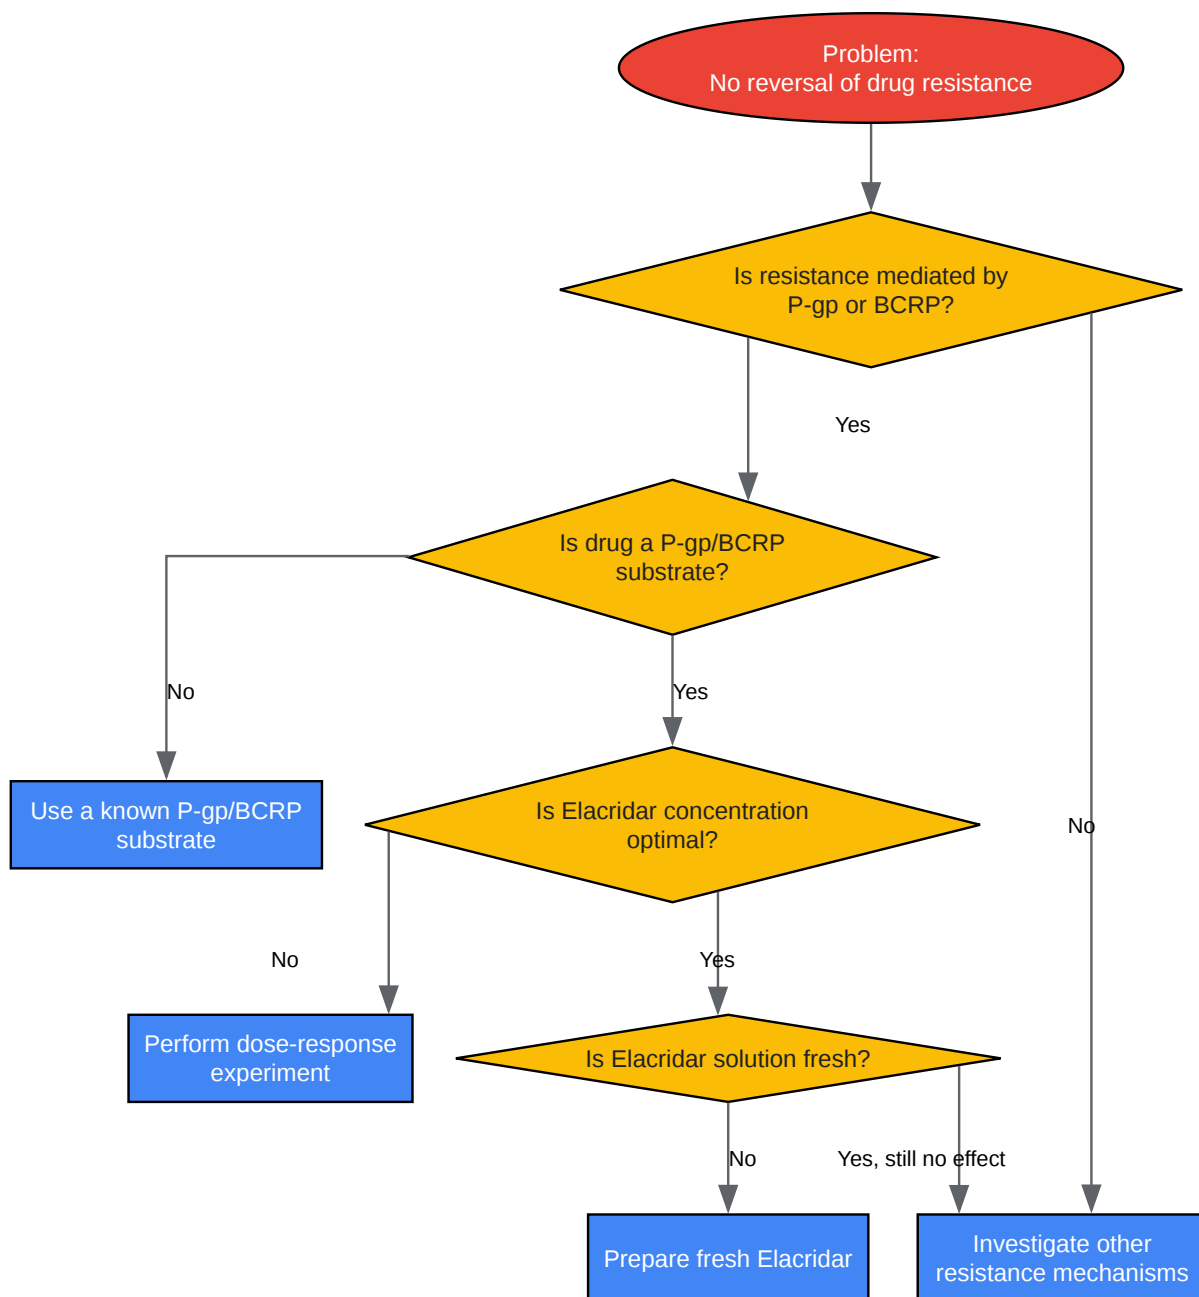 Problem:
No reversal of drug resistance
Is resistance mediated by
P-gp or BCRP?
Yes
Is drug a P-gp/BCRP
substrate?
No
Yes
Use a known P-gp/BCRP
substrate
Is Elacridar concentration
optimal?
No
No
Yes
Perform dose-response
experiment
Is Elacridar solution fresh?
No
Yes, still no effect
Prepare fresh Elacridar
Investigate other
resistance mechanisms